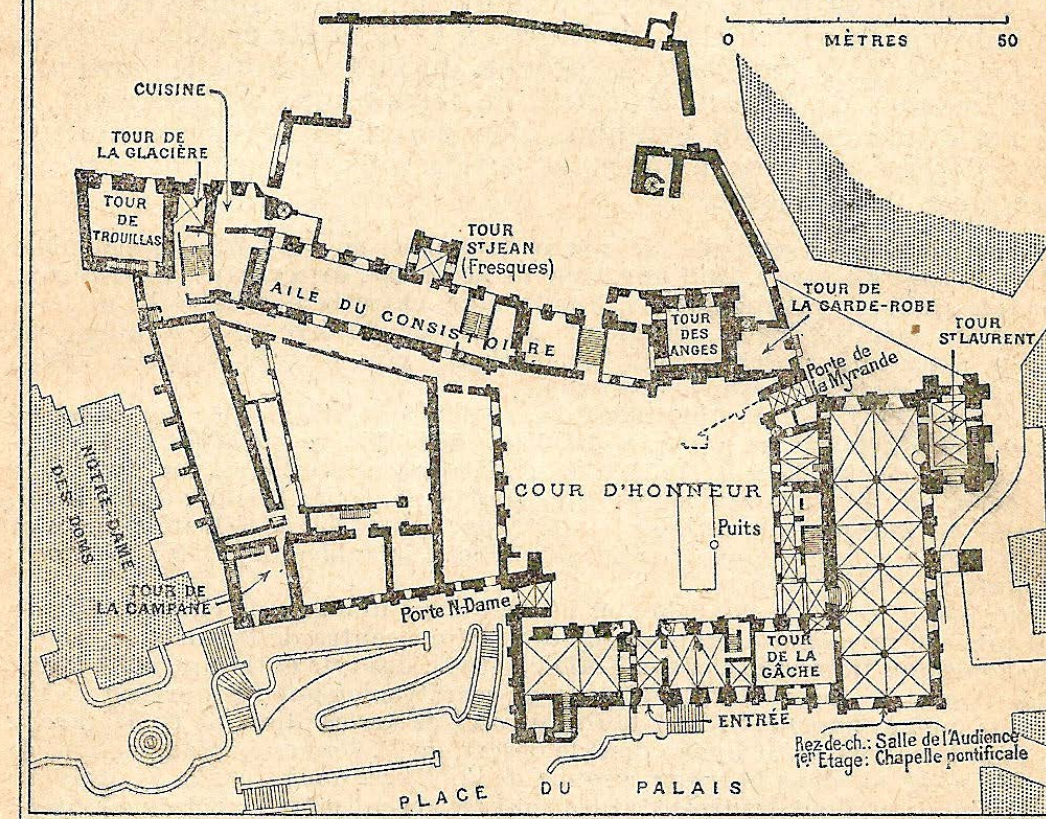 0 MÈTRES 50
CUISINE
TOUR DE
LA GLACIÈRE
TOUR
DE
TROUILLAS
TOUR
ST JEAN
(Fresques)
AILE DU CONSISTOIRE
TOUR
DES
ANGES
TOUR DE
LA GARDE-ROBE
TOUR
ST LAURENT
Porte de
la Myrande
NOTRE-DAME
DES DOMS
COUR D'HONNEUR
Puits
TOUR DE
LA CAMPANE
Porte N.-Dame
TOUR
DE LA
GÂCHE
ENTRÉE
Rez-de-ch.: Salle de l'Audience
1er Étage: Chapelle pontificale
PLACE DU PALAIS